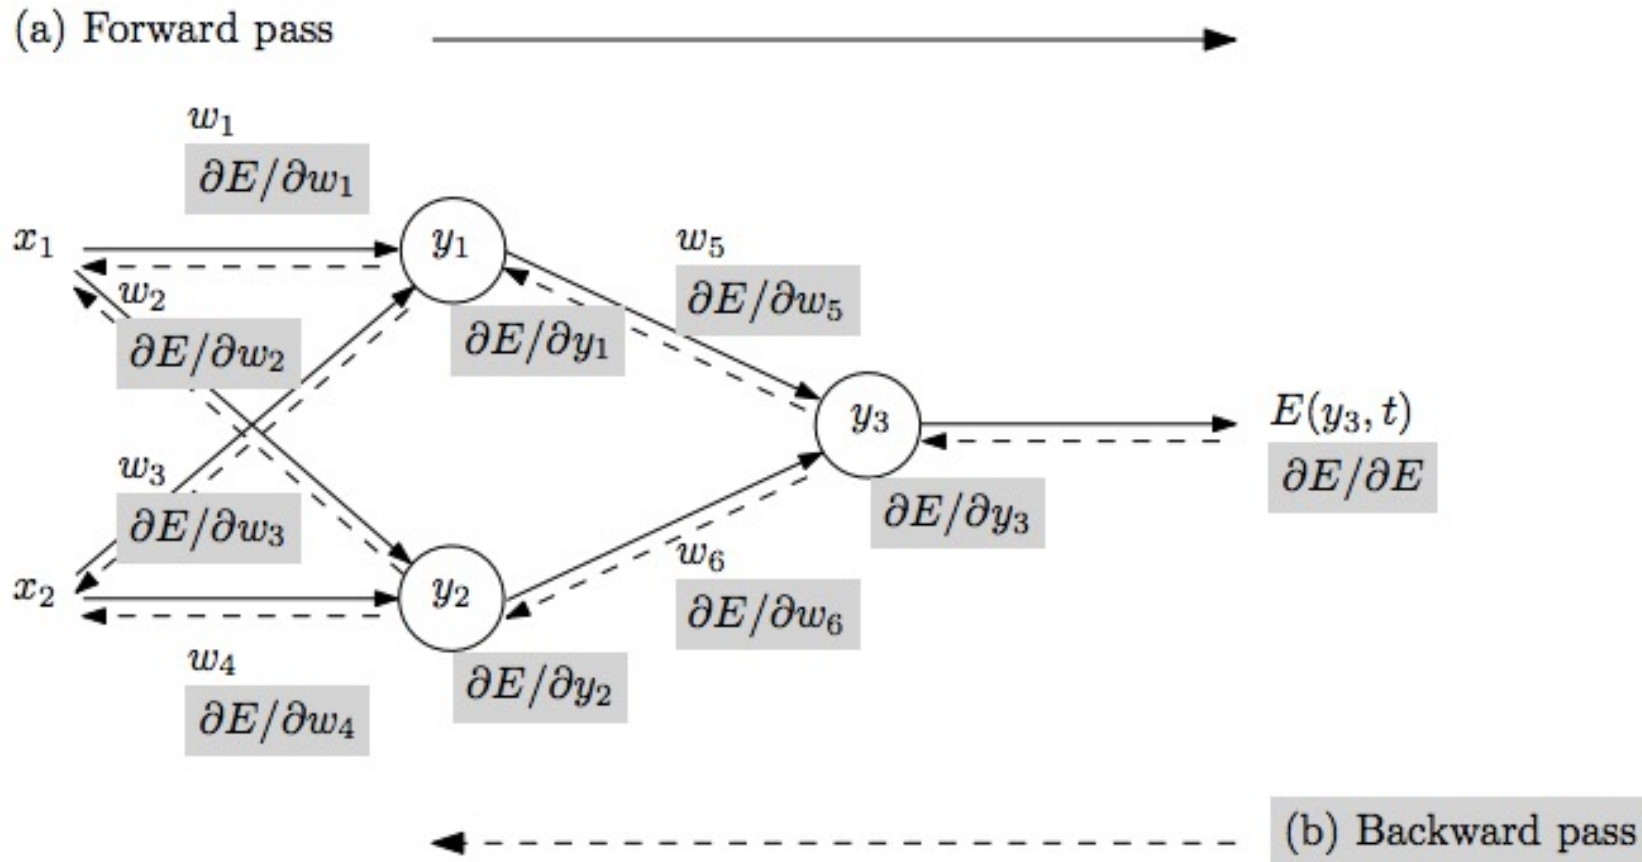 (a) Forward pass
w₁
∂E/∂w₁
x₁
y₁
w₅
∂E/∂w₅
w₂
∂E/∂w₂
∂E/∂y₁
y₃
E(y₃, t)
∂E/∂E
w₃
∂E/∂w₃
∂E/∂y₃
x₂
y₂
w₆
∂E/∂w₆
w₄
∂E/∂w₄
∂E/∂y₂
(b) Backward pass